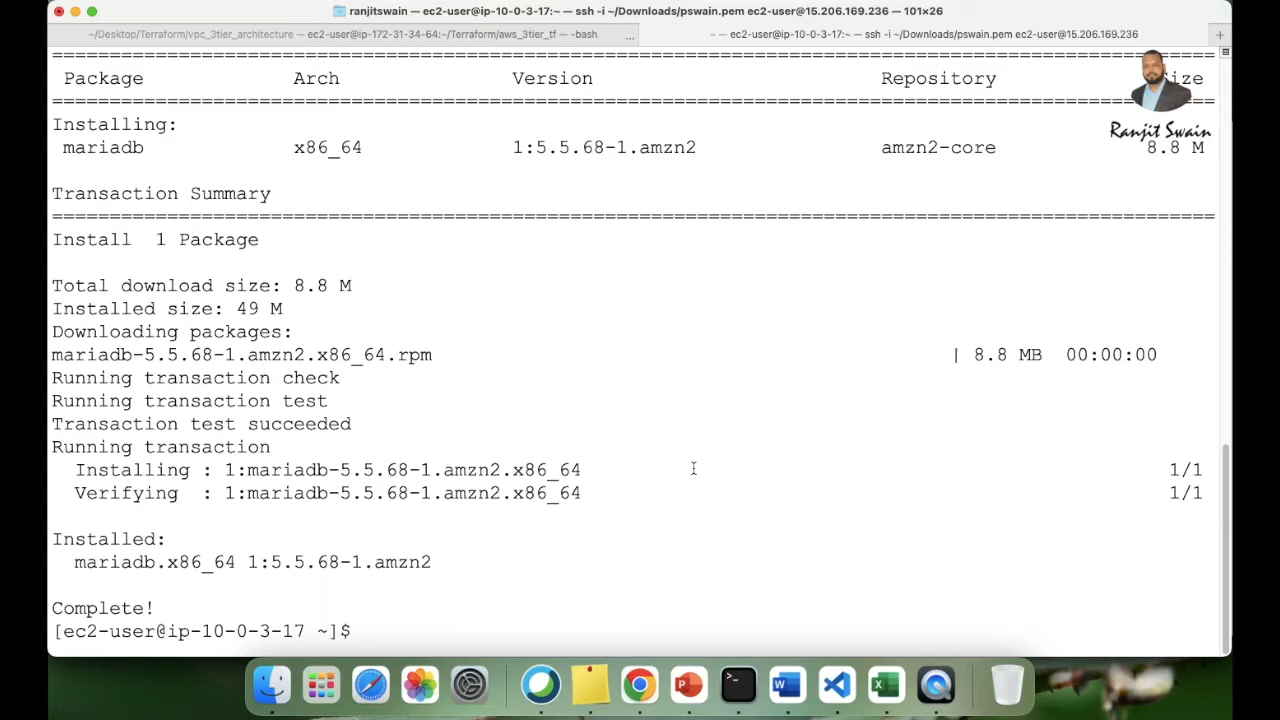 ranjitswain — ec2-user@ip-10-0-3-17:~ — ssh -i ~/Downloads/pswain.pem ec2-user@15.206.169.236 — 101×26
~/Desktop/Terraform/vpc_3tier_architecture — ec2-user@ip-172-31-34-64:~/Terraform/aws_3tier_tf — -bash ...
~ — ec2-user@ip-10-0-3-17:~ — ssh -i ~/Downloads/pswain.pem ec2-user@15.206.169.236 +
================================================================================
Package Arch Version Repository Size
================================================================================
Ranjit Swain
Installing:
mariadb x86_64 1:5.5.68-1.amzn2 amzn2-core 8.8 M
Transaction Summary
================================================================================
Install 1 Package
Total download size: 8.8 M
Installed size: 49 M
Downloading packages:
mariadb-5.5.68-1.amzn2.x86_64.rpm | 8.8 MB 00:00:00
Running transaction check
Running transaction test
Transaction test succeeded
Running transaction
Installing : 1:mariadb-5.5.68-1.amzn2.x86_64 1/1
Verifying : 1:mariadb-5.5.68-1.amzn2.x86_64 1/1
Installed:
mariadb.x86_64 1:5.5.68-1.amzn2
Complete!
[ec2-user@ip-10-0-3-17 ~]$